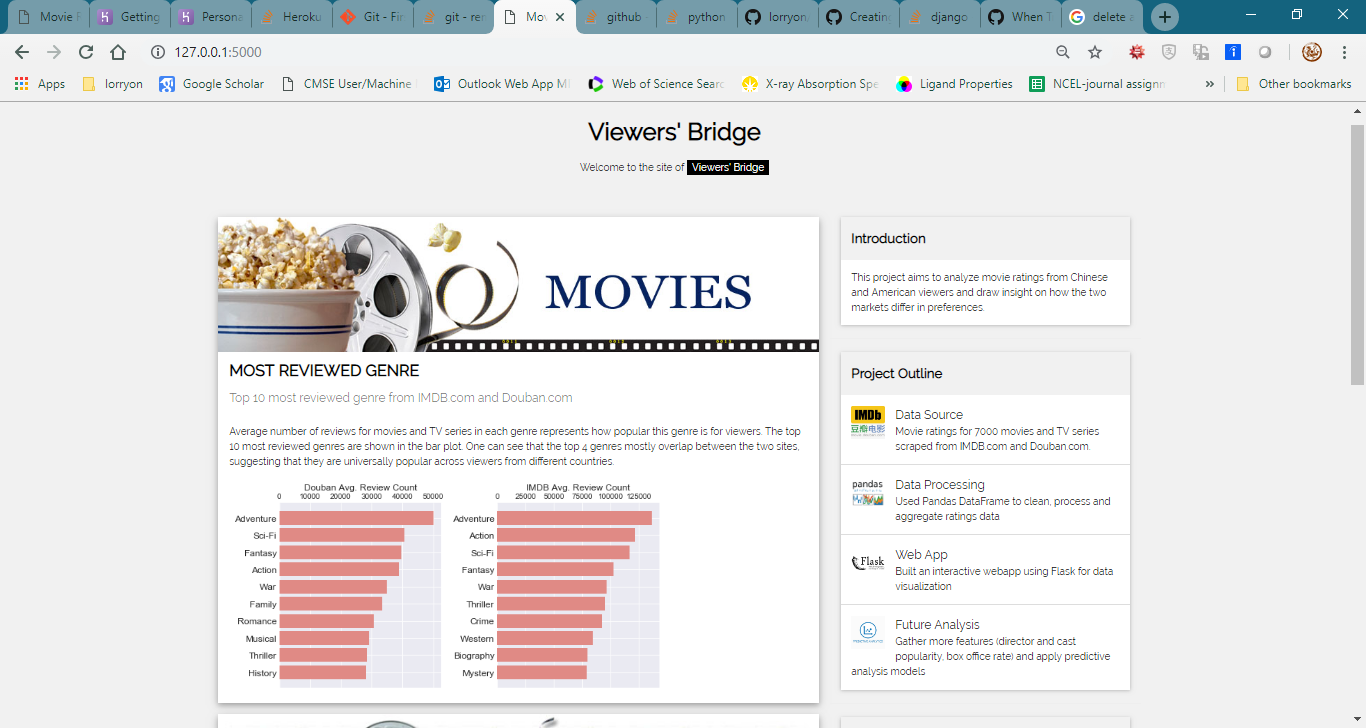 Movie
Getting
Persona
Heroku
Git - Fir
git - rer
Mov
github
python
lorryon
Creatin
django
When T
delete
127.0.0.1:5000
Apps
lorryon
Google Scholar
CMSE User/Machine
Outlook Web App
Web of Science Searc
X-ray Absorption Spe
Ligand Properties
NCEL-journal assignm
»
Other bookmarks
Viewers' Bridge
Welcome to the site of Viewers' Bridge
MOVIES
MOST REVIEWED GENRE
Top 10 most reviewed genre from IMDB.com and Douban.com
Average number of reviews for movies and TV series in each genre represents how popular this genre is for viewers. The top
10 most reviewed genres are shown in the bar plot. One can see that the top 4 genres mostly overlap between the two sites,
suggesting that they are universally popular across viewers from different countries.
Douban Avg. Review Count
0 10000 20000 30000 40000 50000
Adventure
Sci-Fi
Fantasy
Action
War
Family
Romance
Musical
Thriller
History
IMDB Avg. Review Count
0 25000 50000 75000 100000 125000
Adventure
Action
Sci-Fi
Fantasy
War
Thriller
Crime
Western
Biography
Mystery
Introduction
This project aims to analyze movie ratings from Chinese
and American viewers and draw insight on how the two
markets differ in preferences.
Project Outline
IMDb
豆瓣电影
Data Source
Movie ratings for 7000 movies and TV series
scraped from IMDB.com and Douban.com.
pandas
Data Processing
Used Pandas DataFrame to clean, process and
aggregate ratings data
Flask
Web App
Built an interactive webapp using Flask for data
visualization
Future Analysis
Gather more features (director and cast
popularity, box office rate) and apply predictive
analysis models